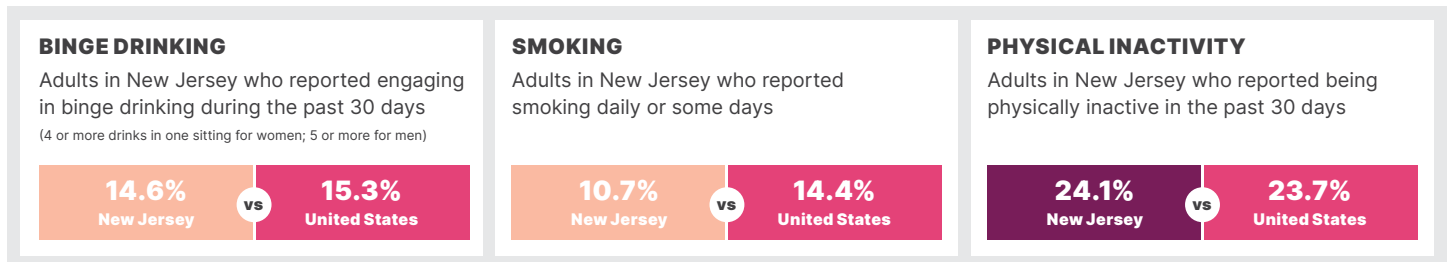 BINGE DRINKING
Adults in New Jersey who reported engaging
in binge drinking during the past 30 days
(4 or more drinks in one sitting for women; 5 or more for men)
14.6%
New Jersey
vs
15.3%
United States
SMOKING
Adults in New Jersey who reported
smoking daily or some days
10.7%
New Jersey
vs
14.4%
United States
PHYSICAL INACTIVITY
Adults in New Jersey who reported being
physically inactive in the past 30 days
24.1%
New Jersey
vs
23.7%
United States